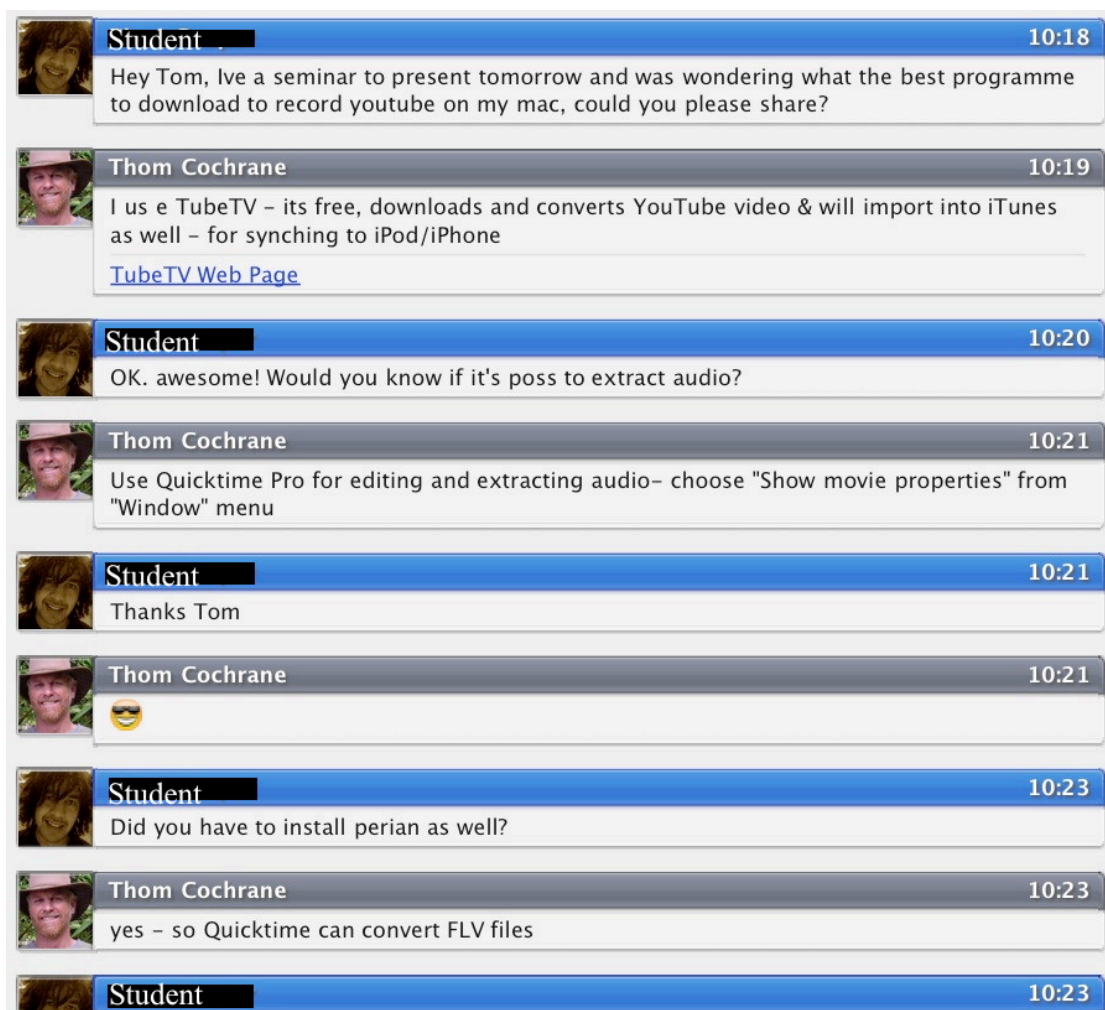 Student 10:18
Hey Tom, Ive a seminar to present tomorrow and was wondering what the best programme
to download to record youtube on my mac, could you please share?
Thom Cochrane 10:19
I us e TubeTV – its free, downloads and converts YouTube video & will import into iTunes
as well – for synching to iPod/iPhone
TubeTV Web Page
Student 10:20
OK. awesome! Would you know if it's poss to extract audio?
Thom Cochrane 10:21
Use Quicktime Pro for editing and extracting audio– choose "Show movie properties" from
"Window" menu
Student 10:21
Thanks Tom
Thom Cochrane 10:21
😎
Student 10:23
Did you have to install perian as well?
Thom Cochrane 10:23
yes – so Quicktime can convert FLV files
Student 10:23